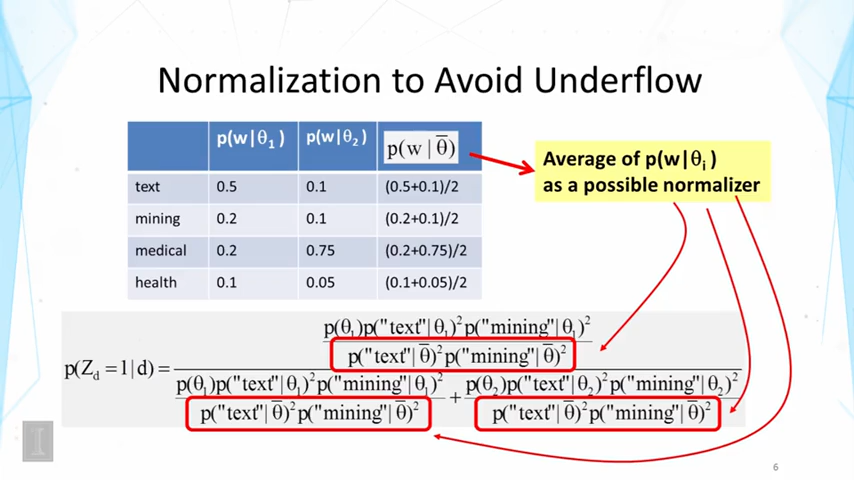 Normalization to Avoid Underflow
p(w|θ₁) p(w|θ₂) p(w | θ̅)
text 0.5 0.1 (0.5+0.1)/2
mining 0.2 0.1 (0.2+0.1)/2
medical 0.2 0.75 (0.2+0.75)/2
health 0.1 0.05 (0.1+0.05)/2
Average of p(w|θᵢ)
as a possible normalizer
p(θ₁)p("text"|θ₁)²p("mining"|θ₁)²
p("text"|θ̅)²p("mining"|θ̅)²
p(Z_d = 1 | d) =
p(θ₁)p("text"|θ₁)²p("mining"|θ₁)² + p(θ₂)p("text"|θ₂)²p("mining"|θ₂)²
p("text"|θ̅)²p("mining"|θ̅)² p("text"|θ̅)²p("mining"|θ̅)²
I
6